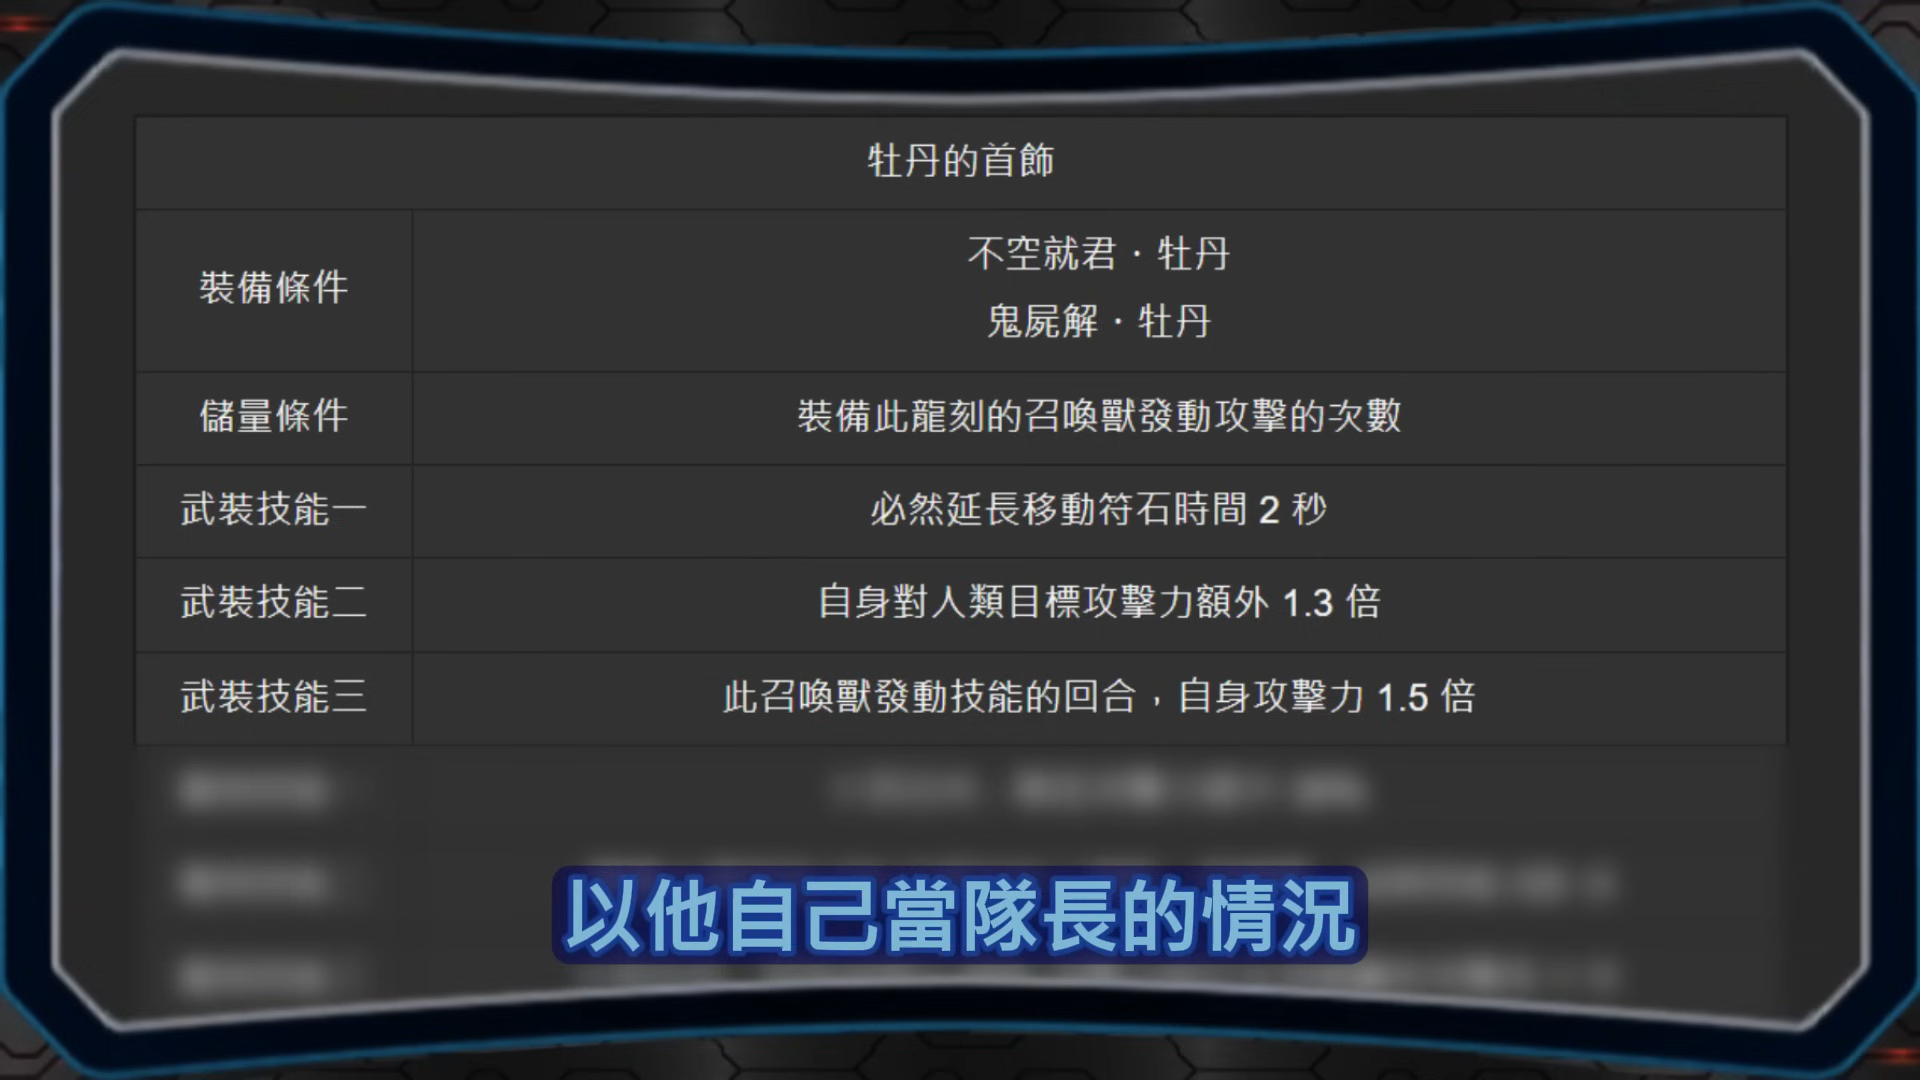 牡丹的首飾
裝備條件
不空就君・牡丹
鬼屍解・牡丹
儲量條件
裝備此龍刻的召喚獸發動攻擊的次數
武裝技能一
必然延長移動符石時間 2 秒
武裝技能二
自身對人類目標攻擊力額外 1.3 倍
武裝技能三
此召喚獸發動技能的回合，自身攻擊力 1.5 倍
以他自己當隊長的情況